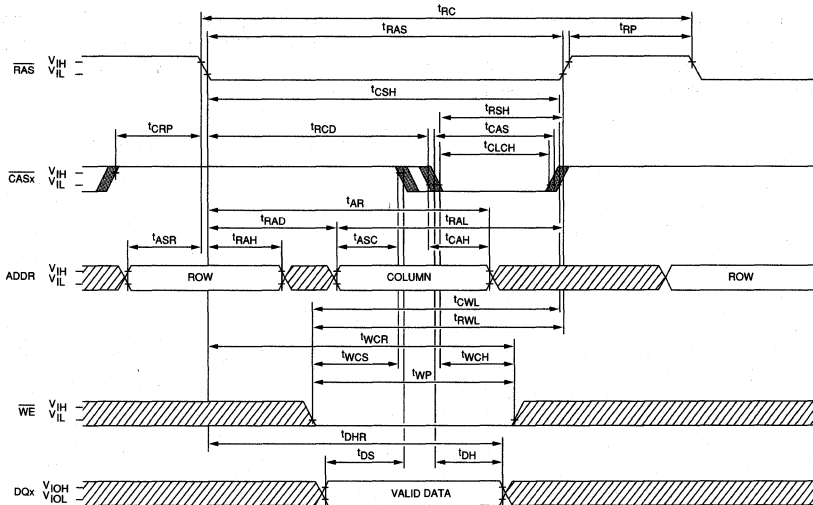 tRC
tRAS tRP
RAS VIH
VIL
tCSH
tRSH
tCRP tRCD tCAS
tCLCH
CASx VIH
VIL
tAR
tRAD tRAL
tASR tRAH tASC tCAH
ADDR VIH
VIL
ROW COLUMN ROW
tCWL
tRWL
tWCR
tWCS tWCH
tWP
WE VIH
VIL
tDHR
tDS tDH
DQx VIOH
VIOL
VALID DATA